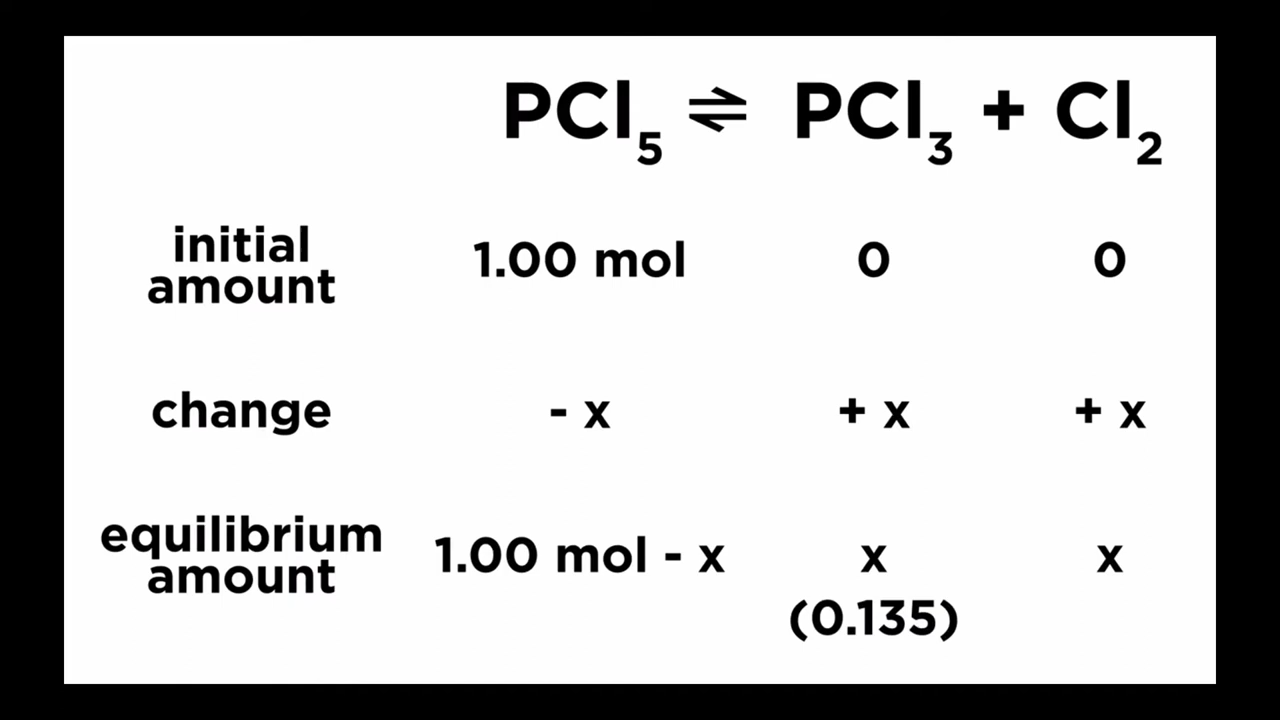 PCl₅ ⇌ PCl₃ + Cl₂
initial
amount 1.00 mol 0 0
change - x + x + x
equilibrium
amount 1.00 mol - x x x
(0.135)